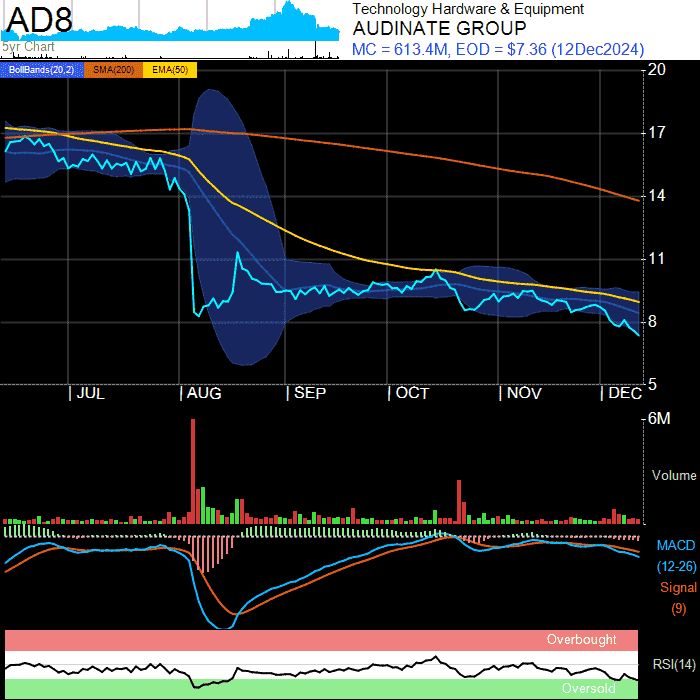 AD8
5yr Chart
Technology Hardware & Equipment
AUDINATE GROUP
MC = 613.4M, EOD = $7.36 (12Dec2024)
BollBands(20,2) SMA(200) EMA(50)
20
17
14
11
8
5
| JUL | AUG | SEP | OCT | NOV | DEC
6M
Volume
MACD
(12-26)
Signal
(9)
Overbought
RSI(14)
Oversold